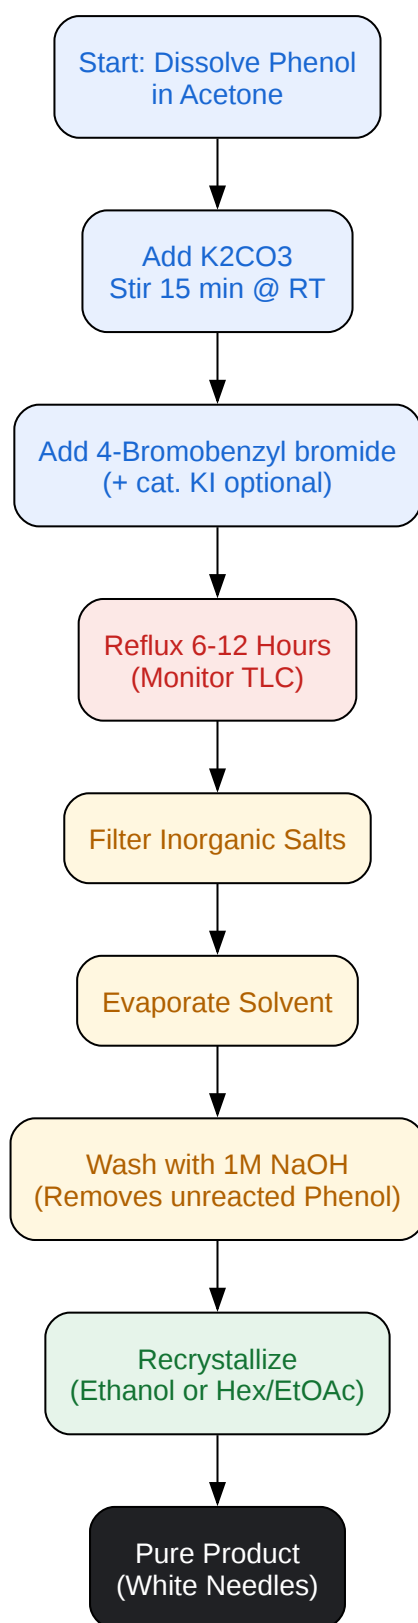 Start: Dissolve Phenol
in Acetone
Add K2CO3
Stir 15 min @ RT
Add 4-Bromobenzyl bromide
(+ cat. KI optional)
Reflux 6-12 Hours
(Monitor TLC)
Filter Inorganic Salts
Evaporate Solvent
Wash with 1M NaOH
(Removes unreacted Phenol)
Recrystallize
(Ethanol or Hex/EtOAc)
Pure Product
(White Needles)